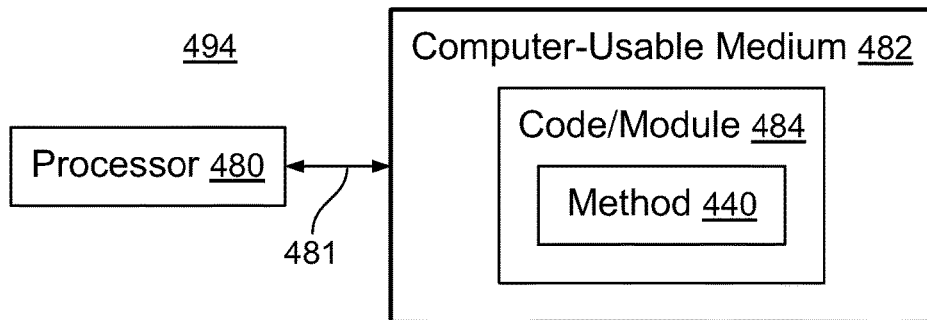 494
Computer-Usable Medium 482
Code/Module 484
Processor 480
Method 440
481